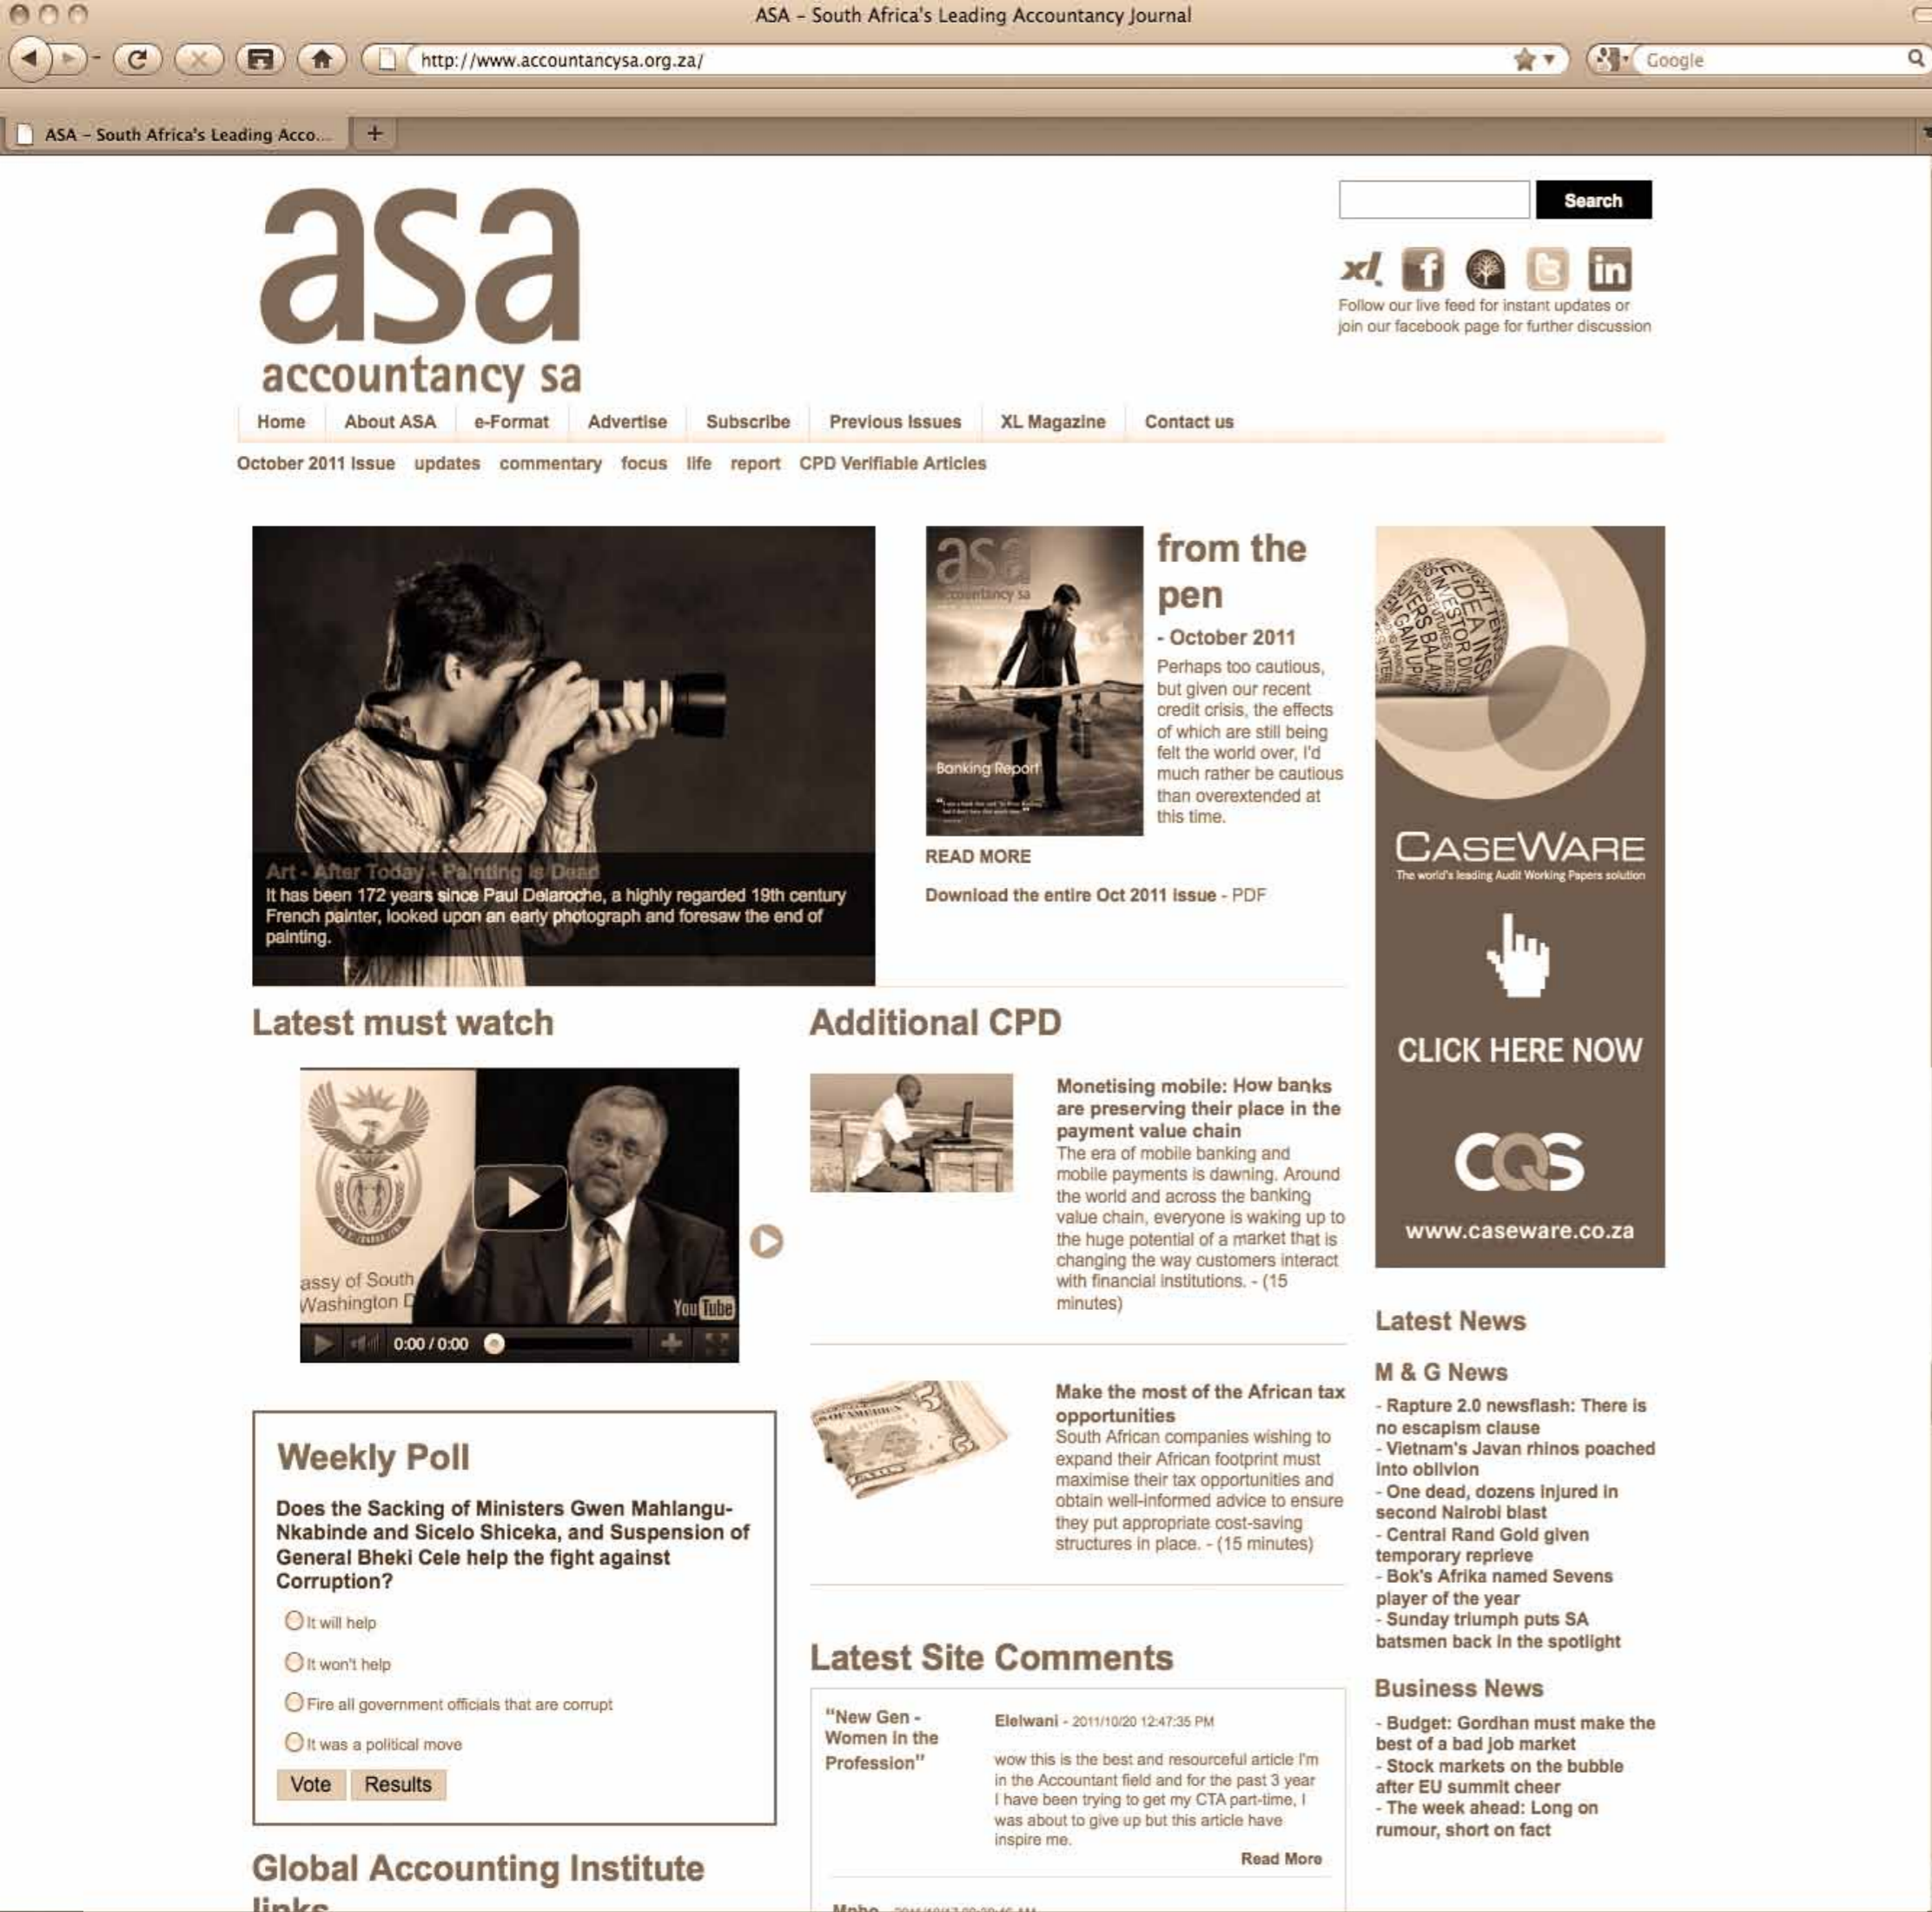 ASA – South Africa's Leading Accountancy Journal
http://www.accountancysa.org.za/
Google
ASA – South Africa's Leading Acco...
asa
accountancy sa
Search
xl.
Follow our live feed for instant updates or
join our facebook page for further discussion
Home About ASA e-Format Advertise Subscribe Previous Issues XL Magazine Contact us
October 2011 Issue updates commentary focus life report CPD Verifiable Articles
Art - After Today - Painting Is Dead
It has been 172 years since Paul Delaroche, a highly regarded 19th century
French painter, looked upon an early photograph and foresaw the end of
painting.
asa
accountancy sa
Banking Report
from the
pen
- October 2011
Perhaps too cautious,
but given our recent
credit crisis, the effects
of which are still being
felt the world over, I'd
much rather be cautious
than overextended at
this time.
READ MORE
Download the entire Oct 2011 Issue - PDF
CASEWARE
The world's leading Audit Working Papers solution
CLICK HERE NOW
CQS
www.caseware.co.za
Latest must watch
assy of South
Washington D
YouTube
0:00 / 0:00
Additional CPD
Monetising mobile: How banks
are preserving their place in the
payment value chain
The era of mobile banking and
mobile payments is dawning. Around
the world and across the banking
value chain, everyone is waking up to
the huge potential of a market that is
changing the way customers interact
with financial institutions. - (15
minutes)
Make the most of the African tax
opportunities
South African companies wishing to
expand their African footprint must
maximise their tax opportunities and
obtain well-informed advice to ensure
they put appropriate cost-saving
structures in place. - (15 minutes)
Weekly Poll
Does the Sacking of Ministers Gwen Mahlangu-
Nkabinde and Sicelo Shiceka, and Suspension of
General Bheki Cele help the fight against
Corruption?
It will help
It won't help
Fire all government officials that are corrupt
It was a political move
Vote Results
Global Accounting Institute
links
Latest Site Comments
"New Gen -
Women in the
Profession"
Elelwani - 2011/10/20 12:47:35 PM
wow this is the best and resourceful article I'm
in the Accountant field and for the past 3 year
I have been trying to get my CTA part-time, I
was about to give up but this article have
inspire me.
Read More
Latest News
M & G News
- Rapture 2.0 newsflash: There is
no escapism clause
- Vietnam's Javan rhinos poached
into oblivion
- One dead, dozens injured in
second Nairobi blast
- Central Rand Gold given
temporary reprieve
- Bok's Afrika named Sevens
player of the year
- Sunday triumph puts SA
batsmen back in the spotlight
Business News
- Budget: Gordhan must make the
best of a bad job market
- Stock markets on the bubble
after EU summit cheer
- The week ahead: Long on
rumour, short on fact